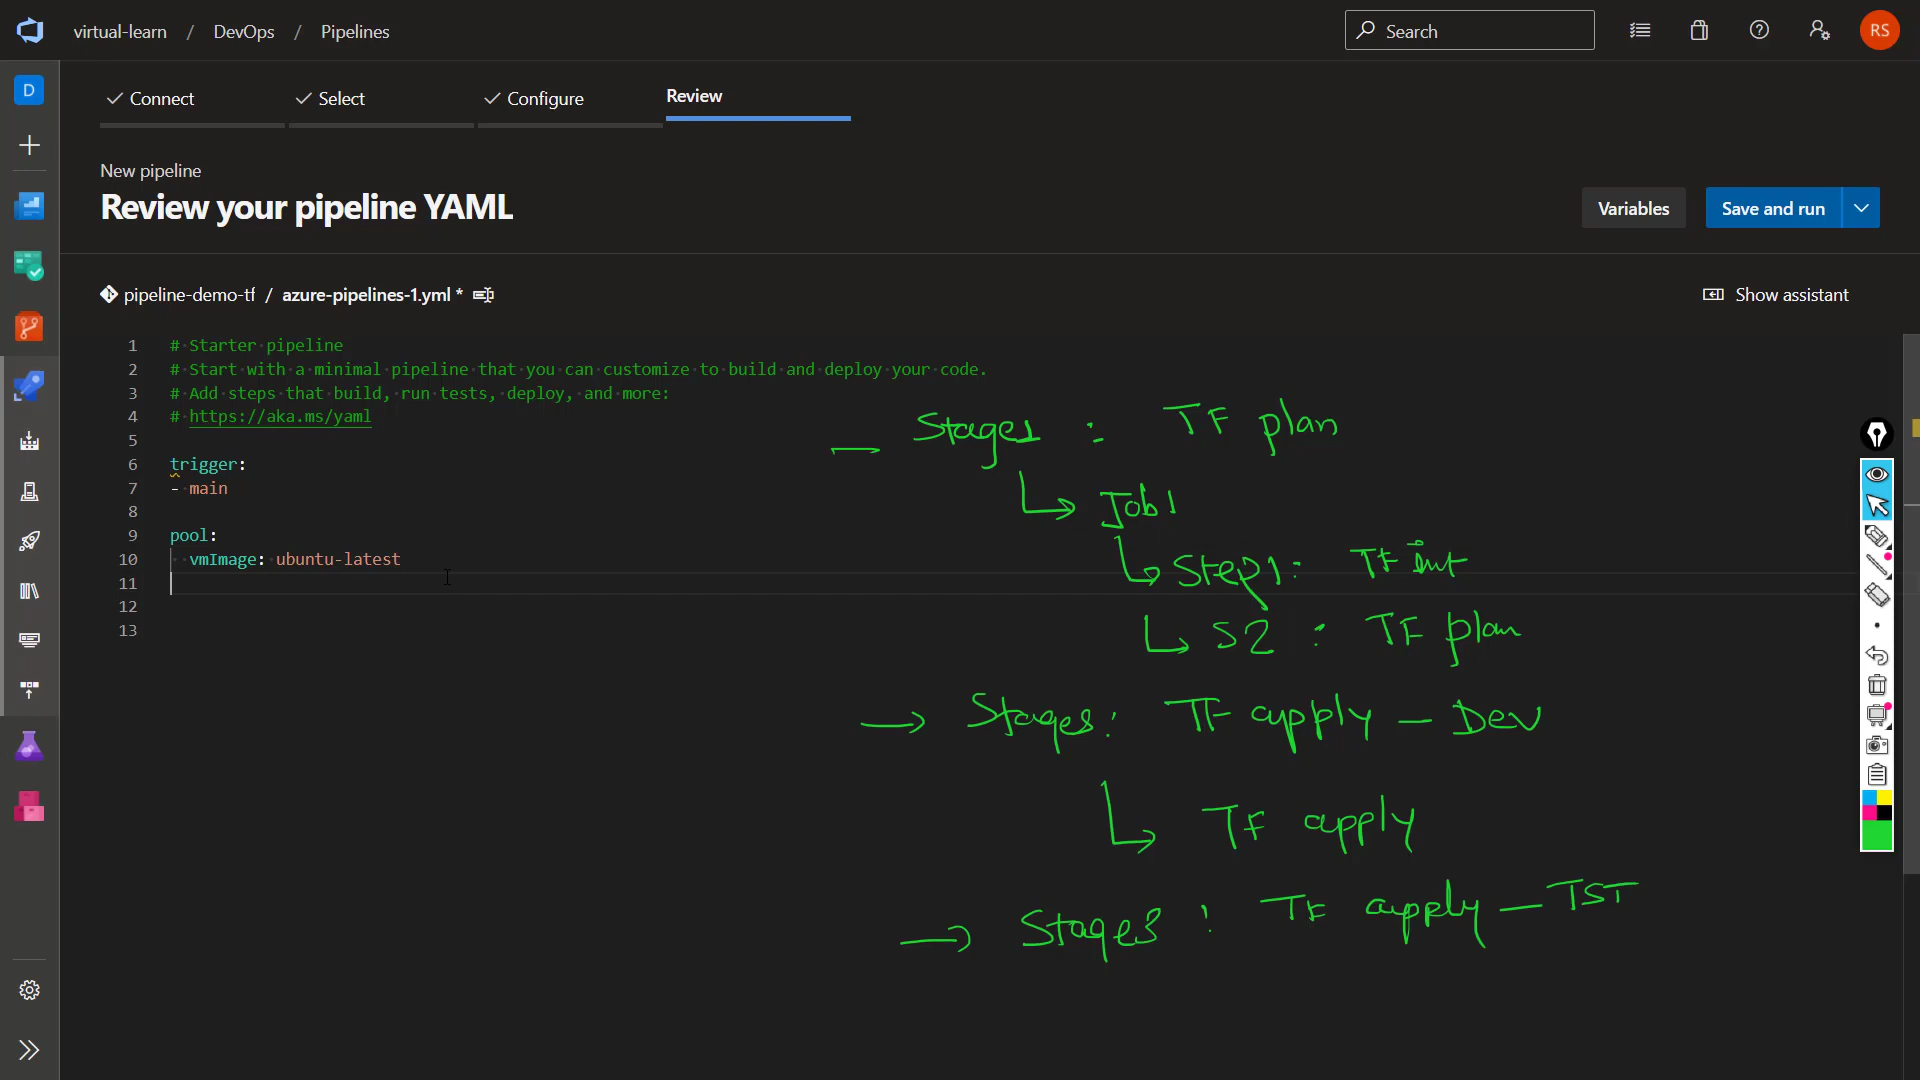 virtual-learn / DevOps / Pipelines
Search
RS
D
Connect
Select
Configure
Review
New pipeline
Review your pipeline YAML
Variables
Save and run
pipeline-demo-tf / azure-pipelines-1.yml *
Show assistant
1 # Starter pipeline
2 # Start with a minimal pipeline that you can customize to build and deploy your code.
3 # Add steps that build, run tests, deploy, and more:
4 # https://aka.ms/yaml
5
6 trigger:
7 - main
8
9 pool:
10 vmImage: ubuntu-latest
11
12
13
Stage1 : TF plan
Job1
Step1: TF Init
S2 : TF plan
Stages: TF apply - Dev
TF apply
Stage3 : TF apply - TST